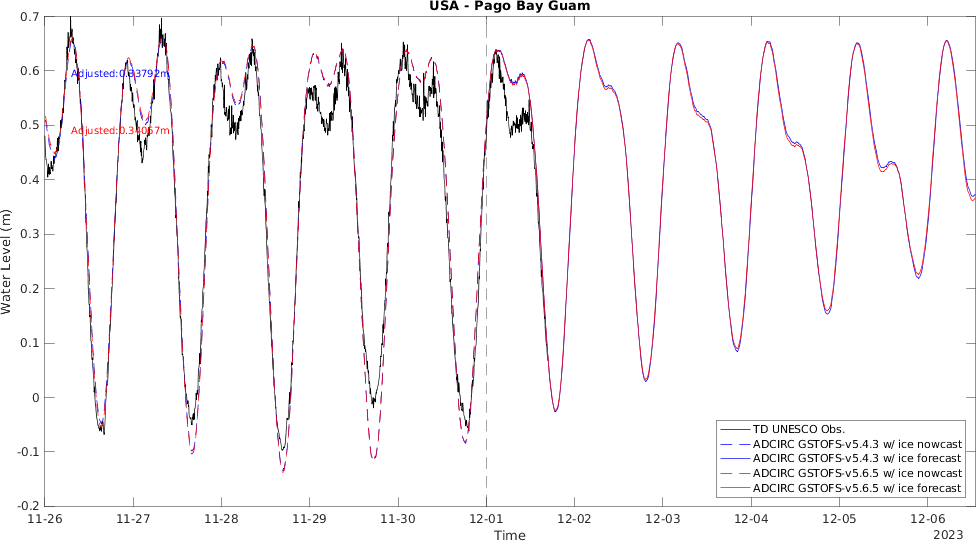 USA - Pago Bay Guam
0.7
0.6
0.5
0.4
0.3
0.2
0.1
0
-0.1
-0.2
Water Level (m)
Adjusted:0.33792m
Adjusted:0.34067m
TD UNESCO Obs.
ADCIRC GSTOFS-v5.4.3 w/ ice nowcast
ADCIRC GSTOFS-v5.4.3 w/ ice forecast
ADCIRC GSTOFS-v5.6.5 w/ ice nowcast
ADCIRC GSTOFS-v5.6.5 w/ ice forecast
11-26 11-27 11-28 11-29 11-30 12-01 12-02 12-03 12-04 12-05 12-06
Time
2023